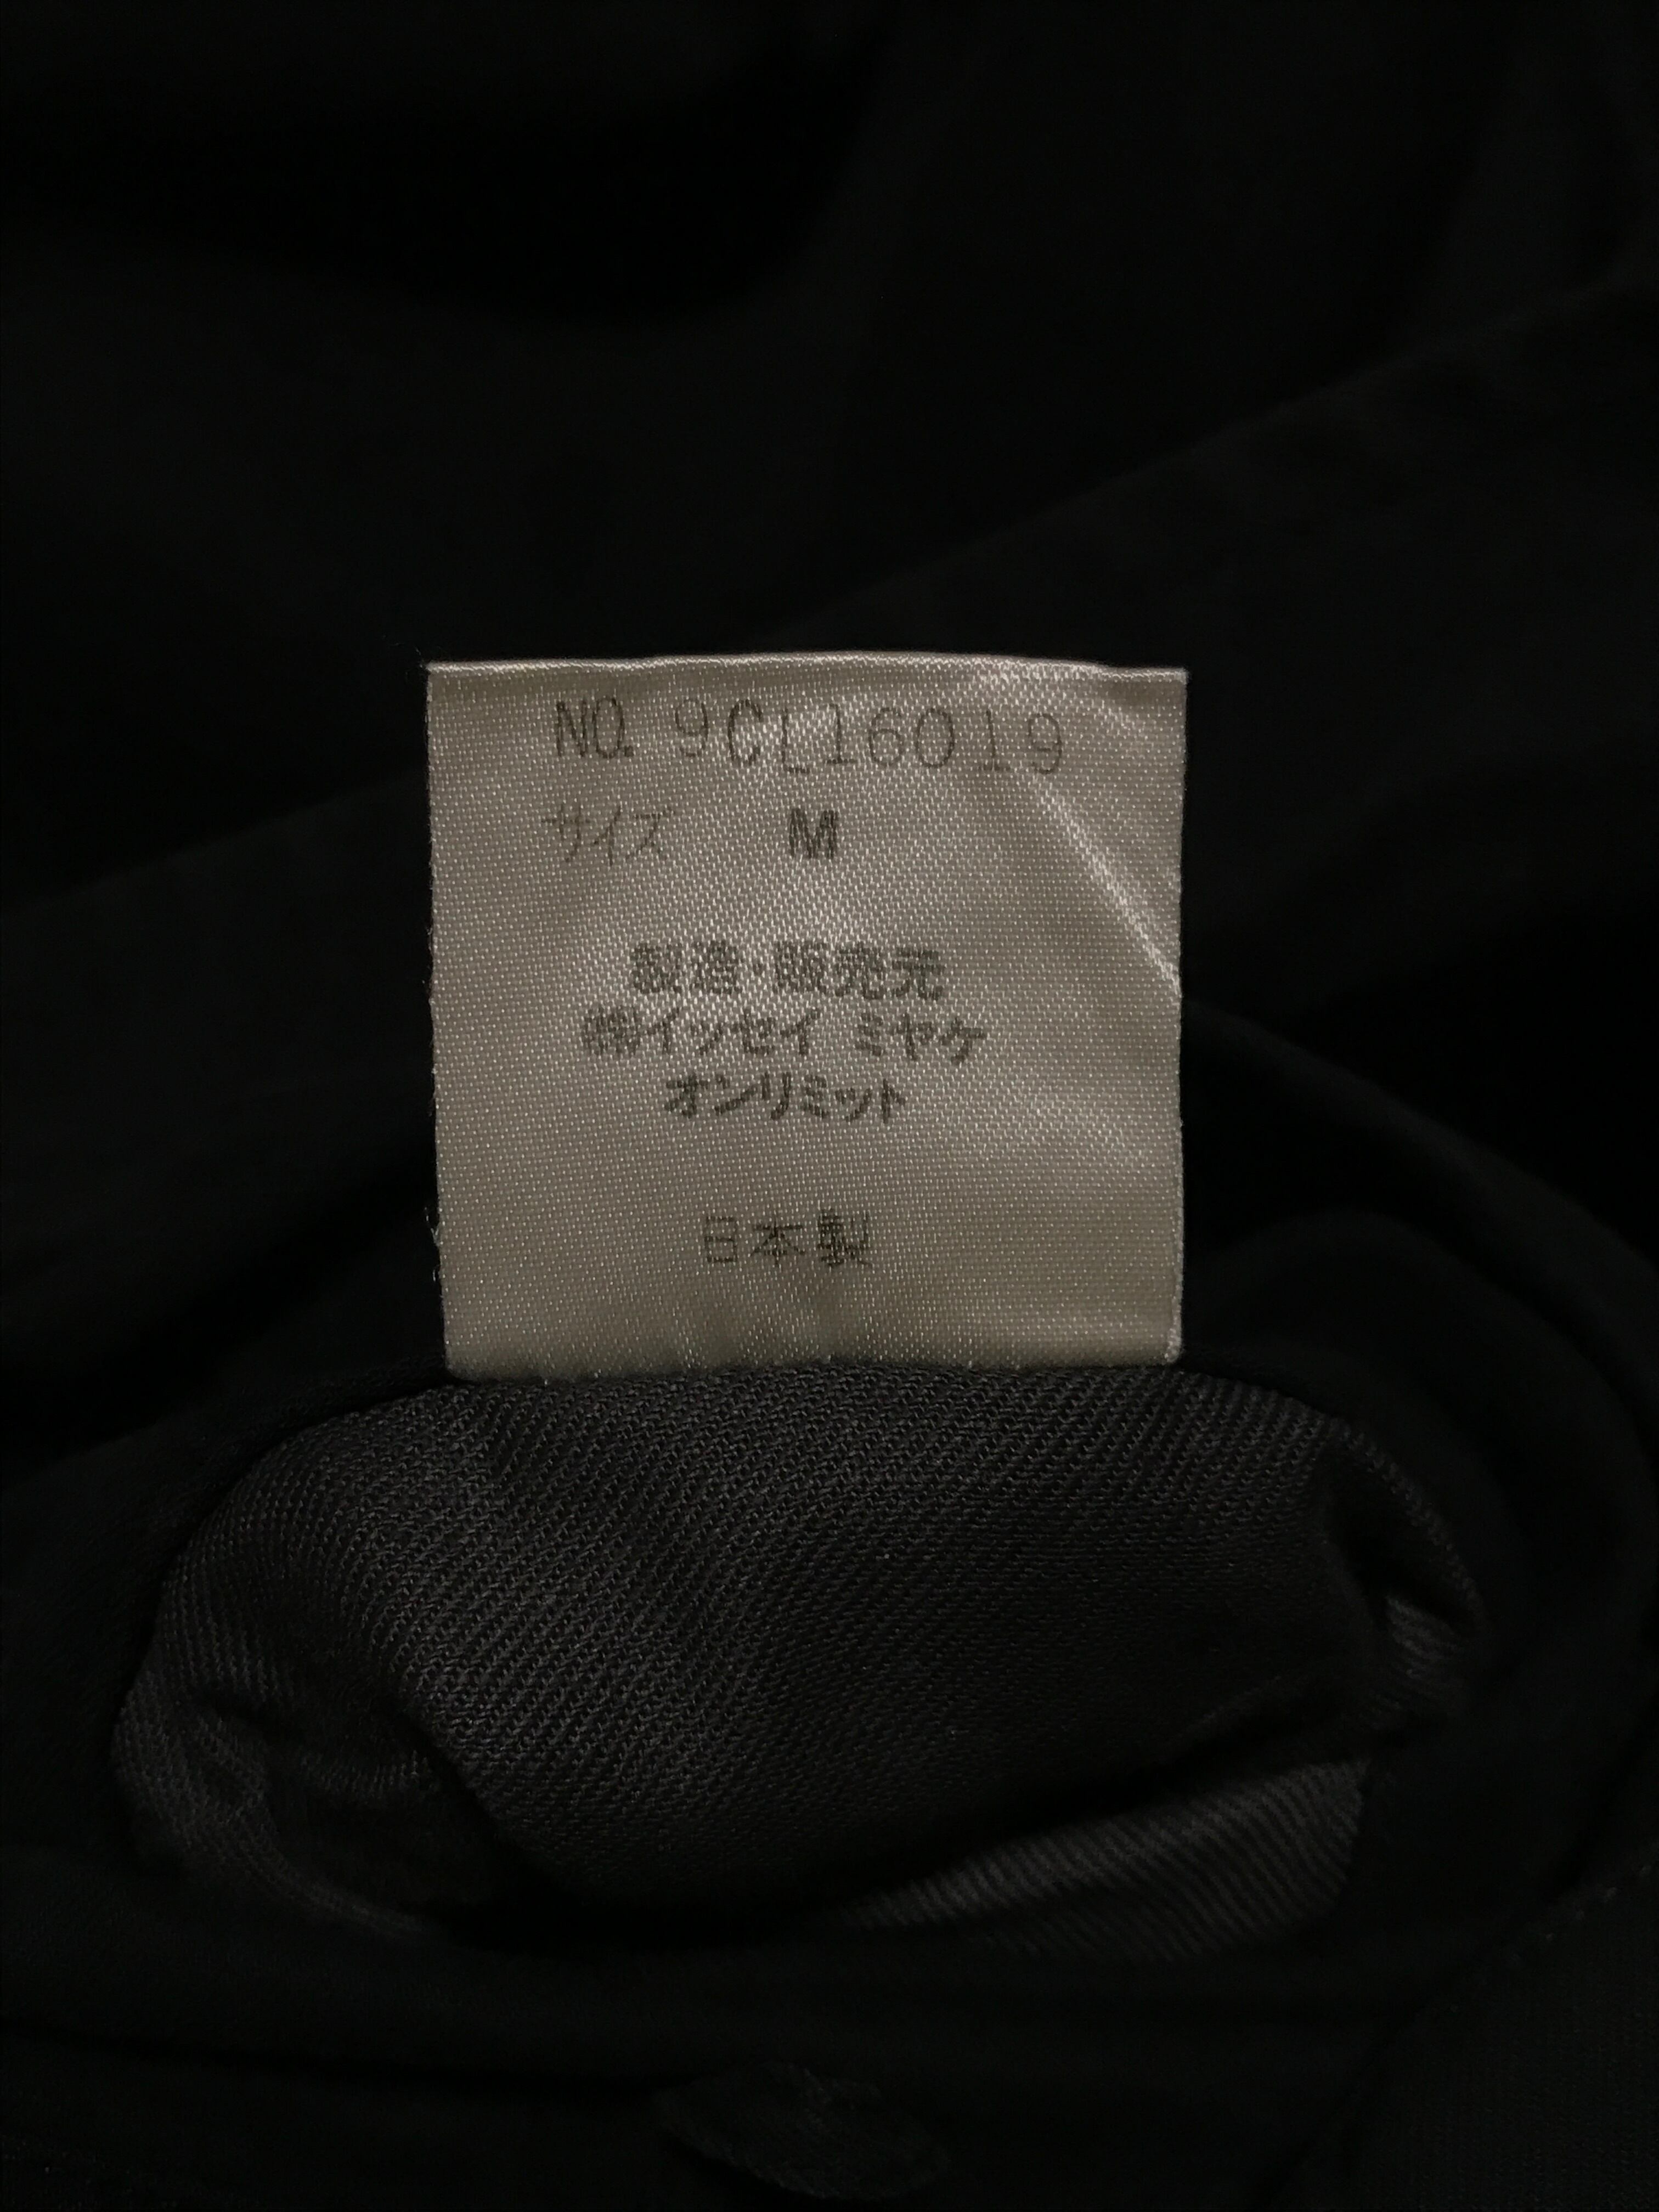 NO. 9CL16019
サイズ M
製造・販売元
㈱イッセイ ミヤケ
オンリミット
日本製